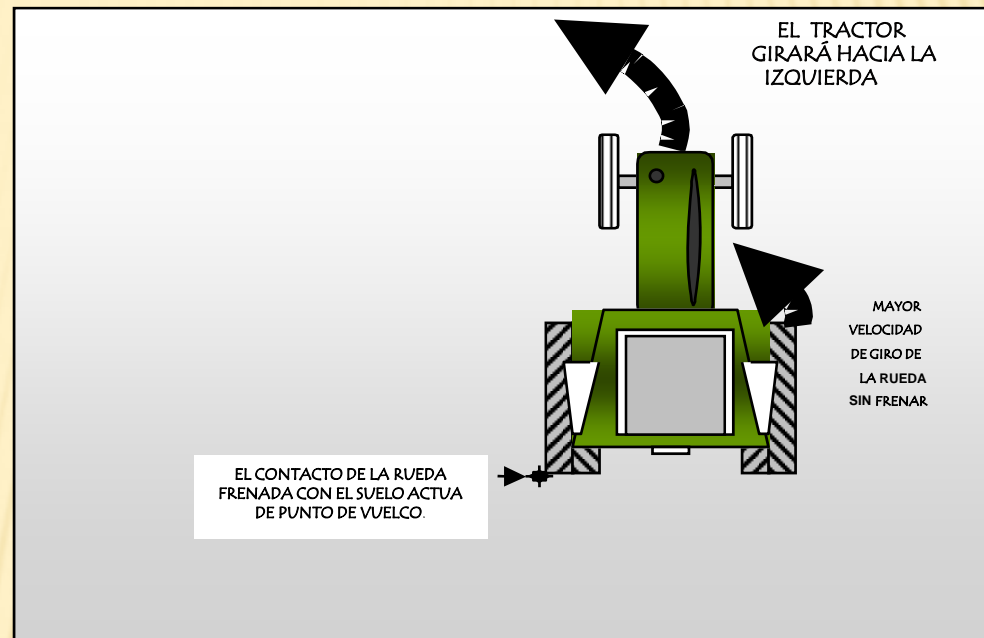 EL TRACTOR
GIRARÁ HACIA LA
IZQUIERDA
MAYOR
VELOCIDAD
DE GIRO DE
LA RUEDA
SIN FRENAR
EL CONTACTO DE LA RUEDA
FRENADA CON EL SUELO ACTUA
DE PUNTO DE VUELCO.